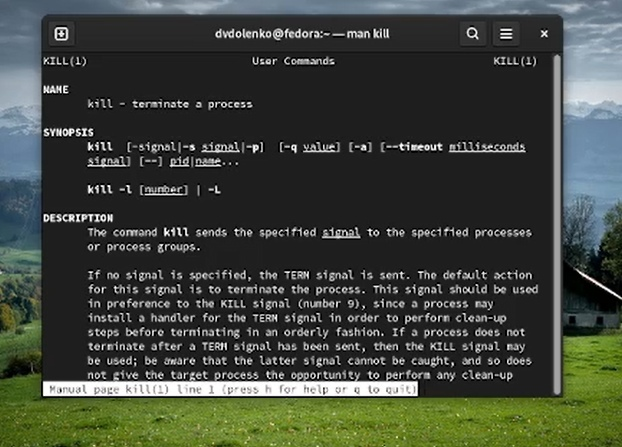 dvdolenko@fedora:~ — man kill
KILL(1) User Commands KILL(1)
NAME
kill - terminate a process
SYNOPSIS
kill [-signal|-s signal|-p] [-q value] [-a] [--timeout milliseconds
signal] [--] pid|name...
kill -l [number] | -L
DESCRIPTION
The command kill sends the specified signal to the specified processes
or process groups.
If no signal is specified, the TERM signal is sent. The default action
for this signal is to terminate the process. This signal should be used
in preference to the KILL signal (number 9), since a process may
install a handler for the TERM signal in order to perform clean-up
steps before terminating in an orderly fashion. If a process does not
terminate after a TERM signal has been sent, then the KILL signal may
be used; be aware that the latter signal cannot be caught, and so does
not give the target process the opportunity to perform any clean-up
Manual page kill(1) line 1 (press h for help or q to quit)